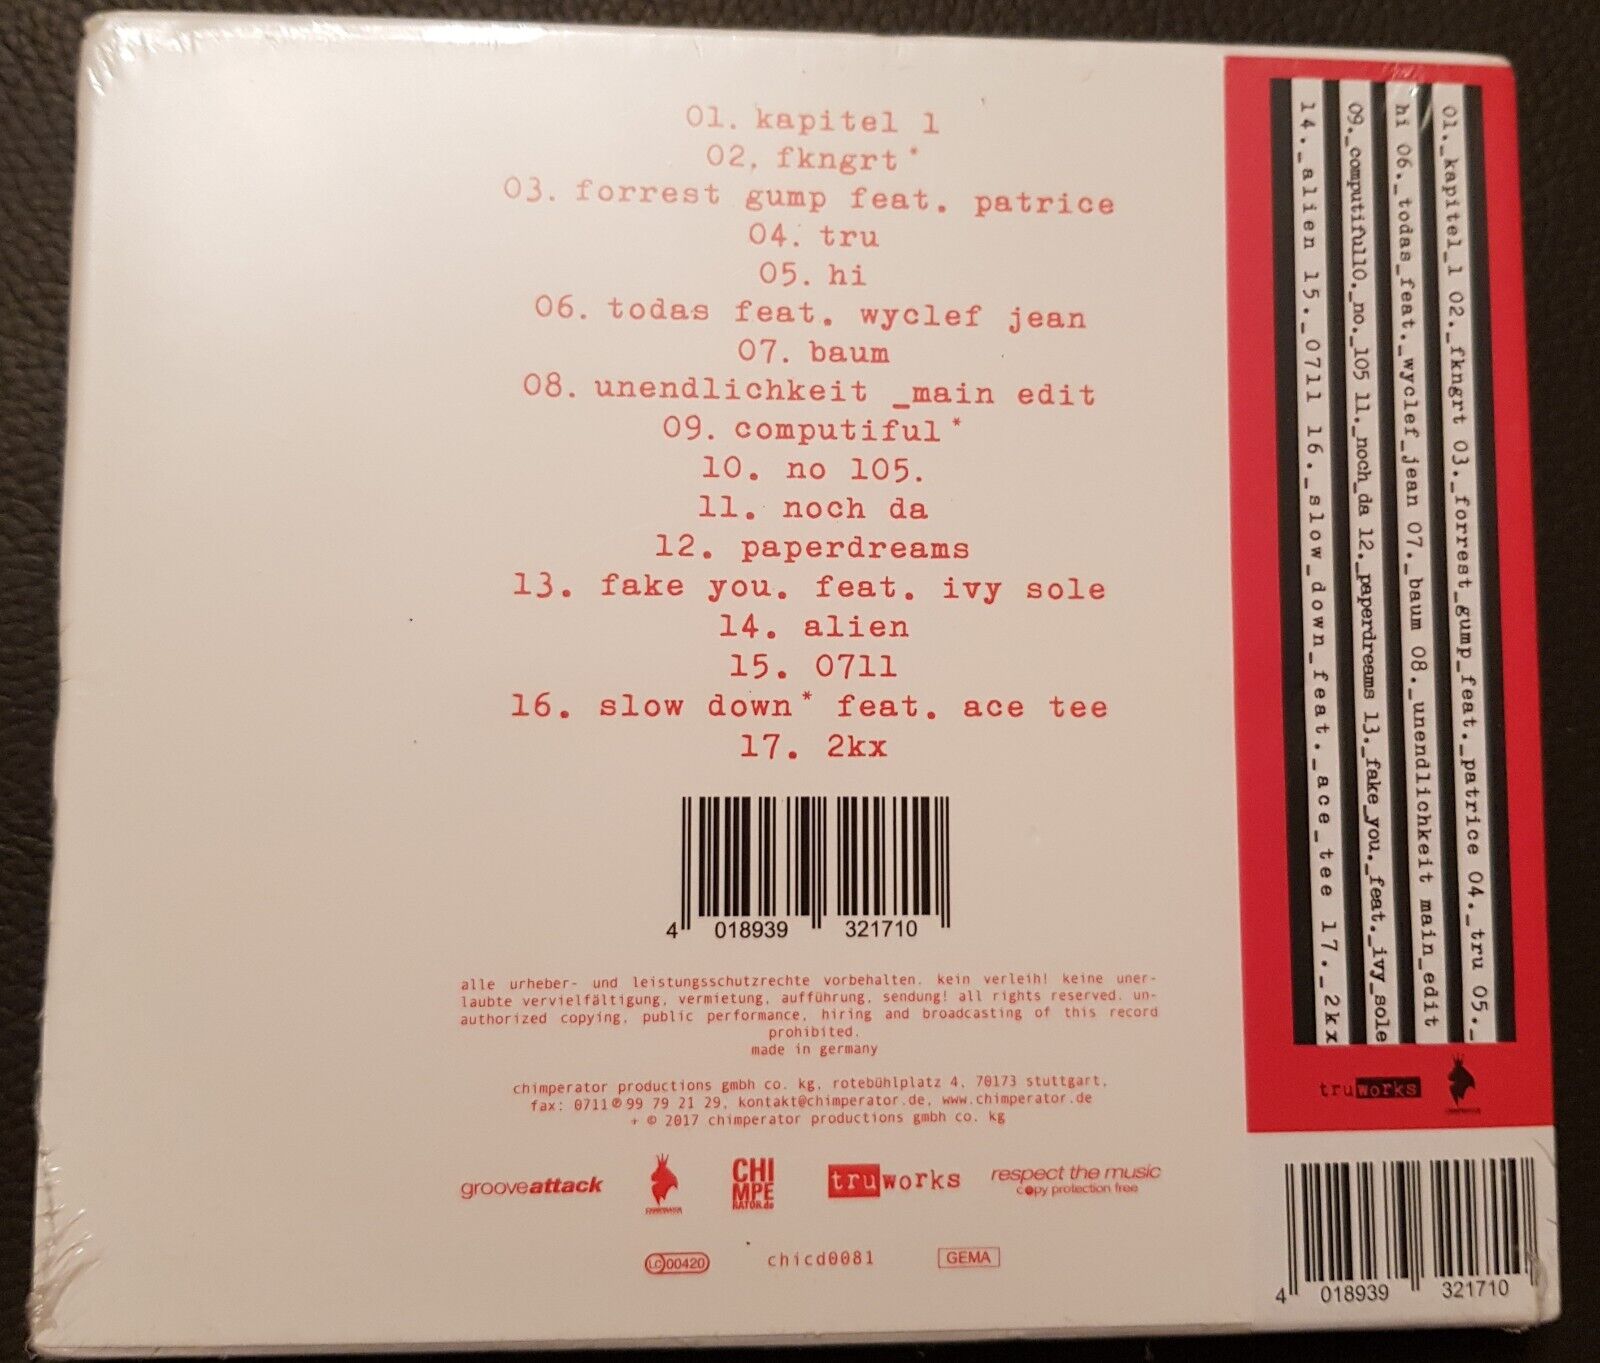 01. kapitel 1
02. fkngrt*
03. forrest gump feat. patrice
04. tru
05. hi
06. todas feat. wyclef jean
07. baum
08. unendlichkeit _main edit
09. computiful*
10. no 105.
11. noch da
12. paperdreams
13. fake you. feat. ivy sole
14. alien
15. 0711
16. slow down* feat. ace tee
17. 2kx
4 018939 321710
alle urheber- und leistungsschutzrechte vorbehalten. kein verleih! keine uner-
laubte vervielfältigung, vermietung, aufführung, sendung! all rights reserved. un-
authorized copying, public performance, hiring and broadcasting of this record
prohibited.
made in germany
chimperator productions gmbh co. kg, rotebühlplatz 4, 70173 stuttgart,
fax: 0711℗99 79 21 29, kontakt@chimperator.de, www.chimperator.de
+ © 2017 chimperator productions gmbh co. kg
grooveattack
CHI
MPE
RATOR.de
truworks
respect the music
copy protection free
LC 00420
chicd0081
GEMA
01._kapitel_1 02._fkngrt 03._forrest_gump_feat._patrice 04._tru 05._
hi 06._todas_feat._wyclef_jean 07._baum 08._unendlichkeit main_edit
09._computiful10._no._105 11._noch_da 12._paperdreams 13._fake_you._feat._ivy_sole
14._alien 15._0711 16._slow_down_feat._ace_tee 17._2kx
truworks
4 018939 321710